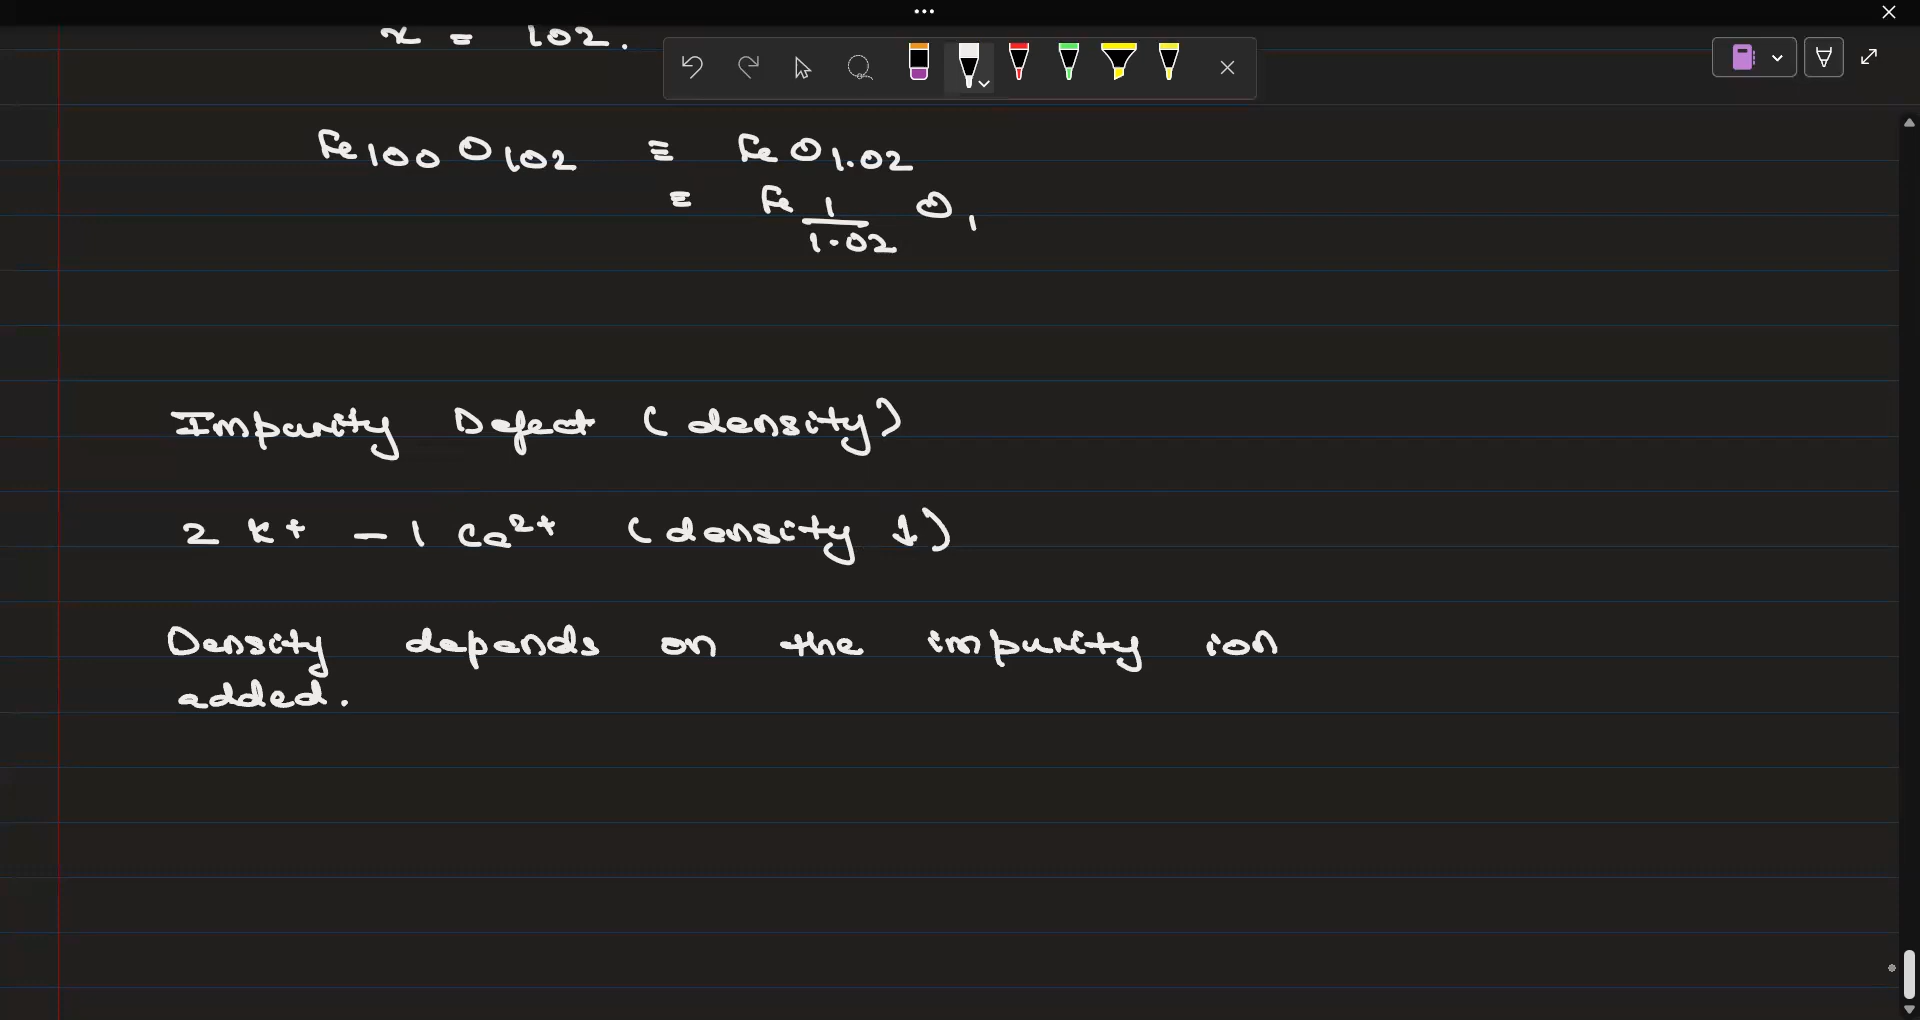 x = 102.
Fe100 O102 ≡ Fe O1.02
≡ Fe 1/1.02 O1
Impurity Defect (density)
2 K+ - 1 Ca2+ (density ↓)
Density depends on the impurity ion
added.